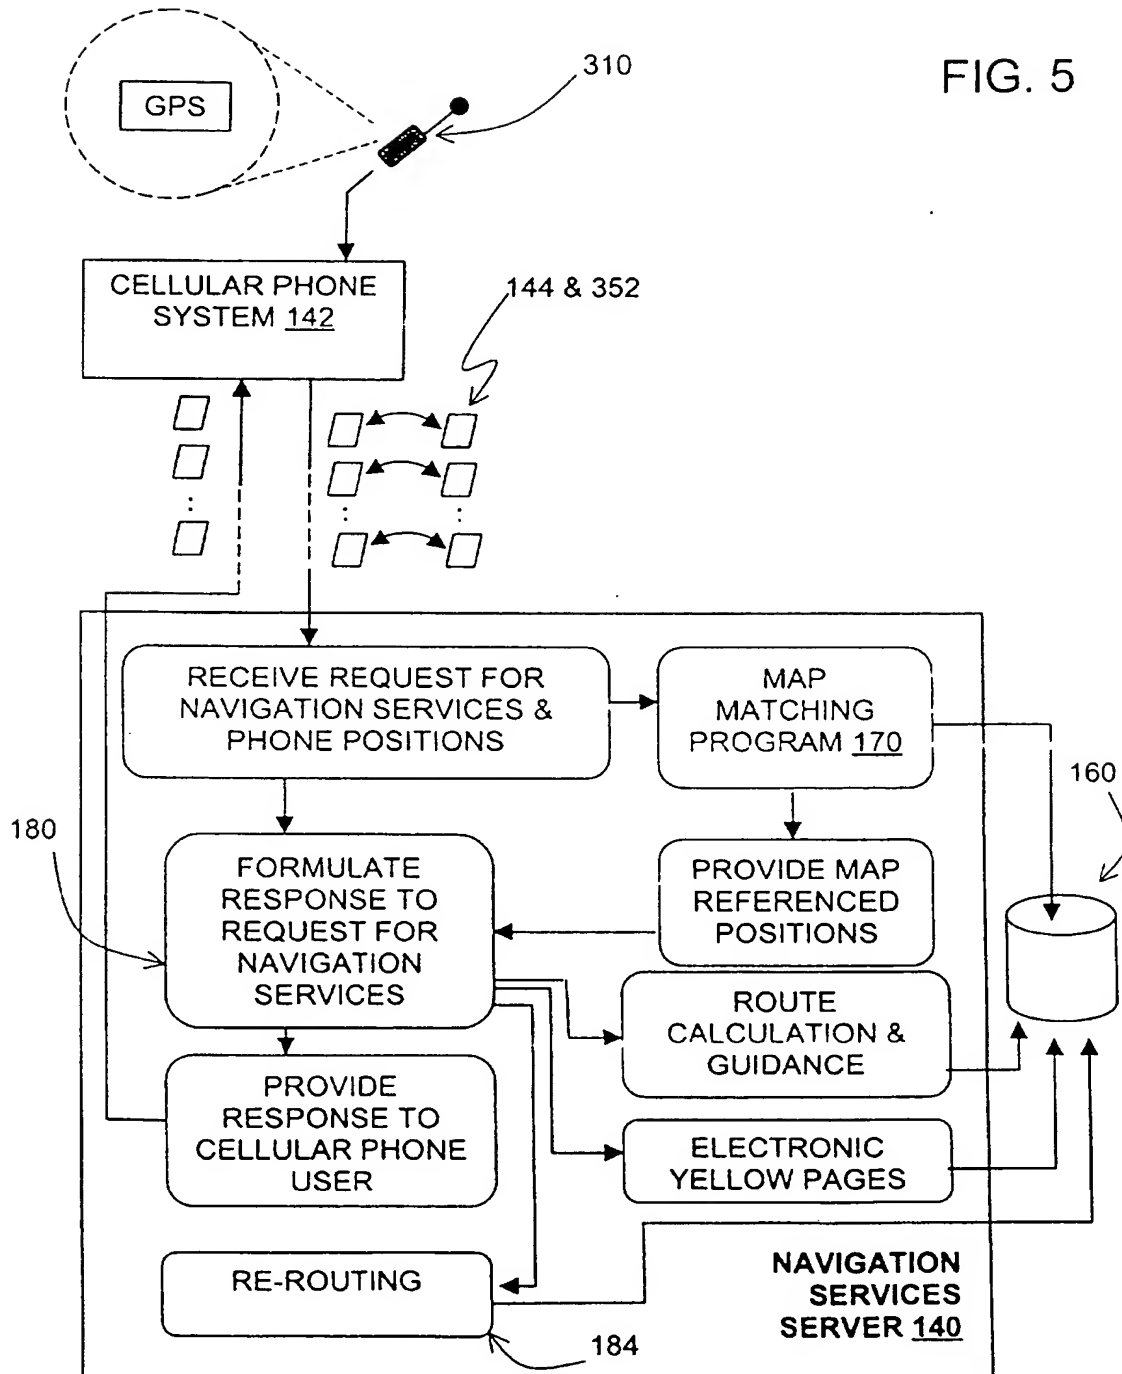 FIG. 5
GPS
310
CELLULAR PHONE
SYSTEM 142
144 & 352
RECEIVE REQUEST FOR
NAVIGATION SERVICES &
PHONE POSITIONS
MAP
MATCHING
PROGRAM 170
160
180
FORMULATE
RESPONSE TO
REQUEST FOR
NAVIGATION
SERVICES
PROVIDE MAP
REFERENCED
POSITIONS
ROUTE
CALCULATION &
GUIDANCE
PROVIDE
RESPONSE TO
CELLULAR PHONE
USER
ELECTRONIC
YELLOW PAGES
RE-ROUTING
184
NAVIGATION
SERVICES
SERVER 140